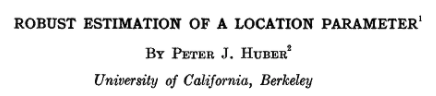 ROBUST ESTIMATION OF A LOCATION PARAMETER¹
BY PETER J. HUBER²
University of California, Berkeley